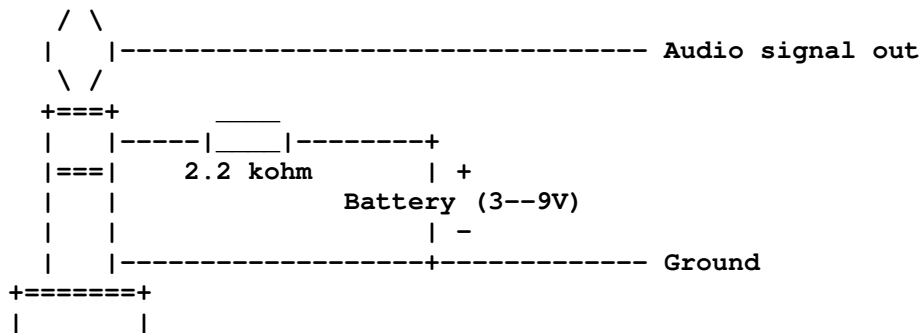 Audio signal out
2.2 kohm +
Battery (3--9V)
-
Ground